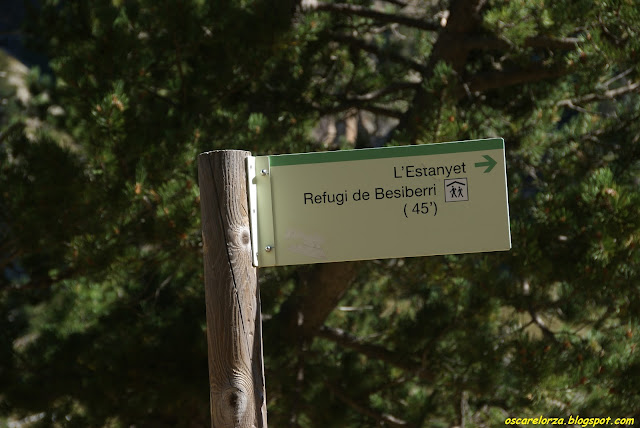 L'Estanyet
Refugi de Besiberri
( 45')
oscarelorza.blogspot.com